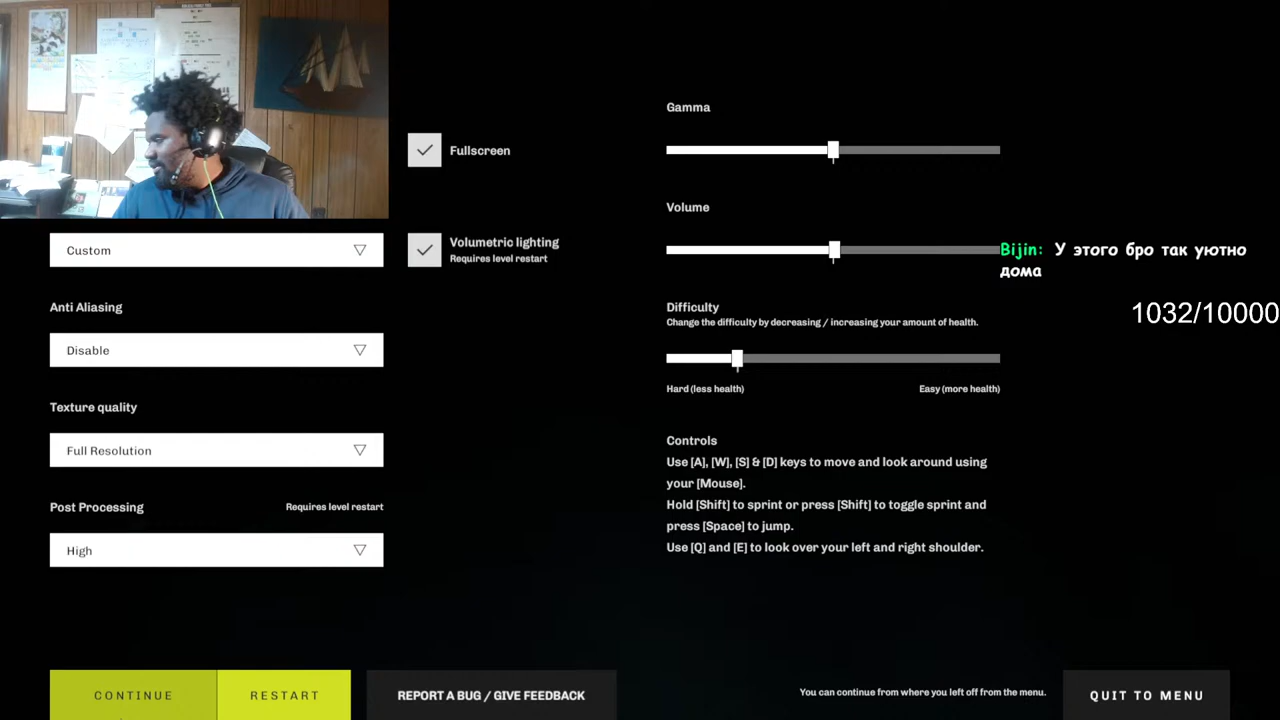 Fullscreen
Custom
Volumetric lighting
Requires level restart
Anti Aliasing
Disable
Texture quality
Full Resolution
Post Processing
Requires level restart
High
Gamma
Volume
Difficulty
Change the difficulty by decreasing / increasing your amount of health.
Hard (less health)
Easy (more health)
Controls
Use [A], [W], [S] & [D] keys to move and look around using
your [Mouse].
Hold [Shift] to sprint or press [Shift] to toggle sprint and
press [Space] to jump.
Use [Q] and [E] to look over your left and right shoulder.
Bijin: У этого бро так уютно
дома
1032/10000
CONTINUE
RESTART
REPORT A BUG / GIVE FEEDBACK
You can continue from where you left off from the menu.
QUIT TO MENU